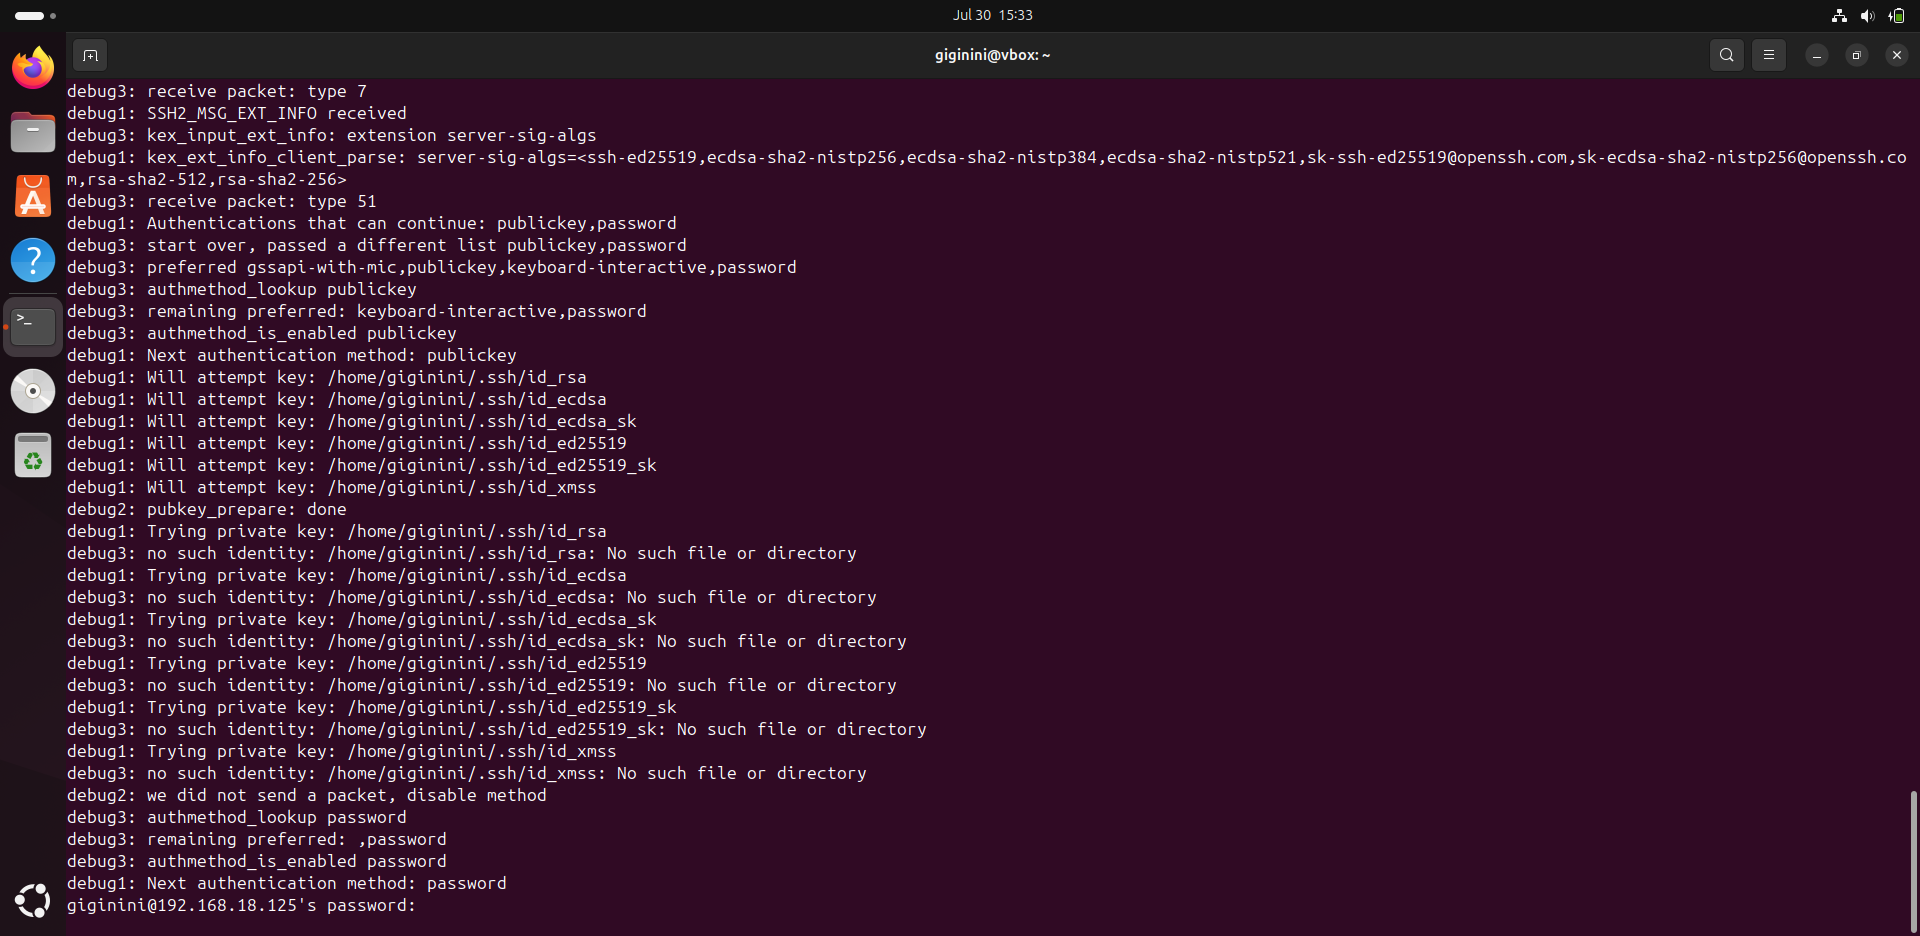 Jul 30 15:33
giginini@vbox: ~
debug3: receive packet: type 7
debug1: SSH2_MSG_EXT_INFO received
debug3: kex_input_ext_info: extension server-sig-algs
debug1: kex_ext_info_client_parse: server-sig-algs=<ssh-ed25519,ecdsa-sha2-nistp256,ecdsa-sha2-nistp384,ecdsa-sha2-nistp521,sk-ssh-ed25519@openssh.com,sk-ecdsa-sha2-nistp256@openssh.co
m,rsa-sha2-512,rsa-sha2-256>
debug3: receive packet: type 51
debug1: Authentications that can continue: publickey,password
debug3: start over, passed a different list publickey,password
debug3: preferred gssapi-with-mic,publickey,keyboard-interactive,password
debug3: authmethod_lookup publickey
debug3: remaining preferred: keyboard-interactive,password
debug3: authmethod_is_enabled publickey
debug1: Next authentication method: publickey
debug1: Will attempt key: /home/giginini/.ssh/id_rsa
debug1: Will attempt key: /home/giginini/.ssh/id_ecdsa
debug1: Will attempt key: /home/giginini/.ssh/id_ecdsa_sk
debug1: Will attempt key: /home/giginini/.ssh/id_ed25519
debug1: Will attempt key: /home/giginini/.ssh/id_ed25519_sk
debug1: Will attempt key: /home/giginini/.ssh/id_xmss
debug2: pubkey_prepare: done
debug1: Trying private key: /home/giginini/.ssh/id_rsa
debug3: no such identity: /home/giginini/.ssh/id_rsa: No such file or directory
debug1: Trying private key: /home/giginini/.ssh/id_ecdsa
debug3: no such identity: /home/giginini/.ssh/id_ecdsa: No such file or directory
debug1: Trying private key: /home/giginini/.ssh/id_ecdsa_sk
debug3: no such identity: /home/giginini/.ssh/id_ecdsa_sk: No such file or directory
debug1: Trying private key: /home/giginini/.ssh/id_ed25519
debug3: no such identity: /home/giginini/.ssh/id_ed25519: No such file or directory
debug1: Trying private key: /home/giginini/.ssh/id_ed25519_sk
debug3: no such identity: /home/giginini/.ssh/id_ed25519_sk: No such file or directory
debug1: Trying private key: /home/giginini/.ssh/id_xmss
debug3: no such identity: /home/giginini/.ssh/id_xmss: No such file or directory
debug2: we did not send a packet, disable method
debug3: authmethod_lookup password
debug3: remaining preferred: ,password
debug3: authmethod_is_enabled password
debug1: Next authentication method: password
giginini@192.168.18.125's password: